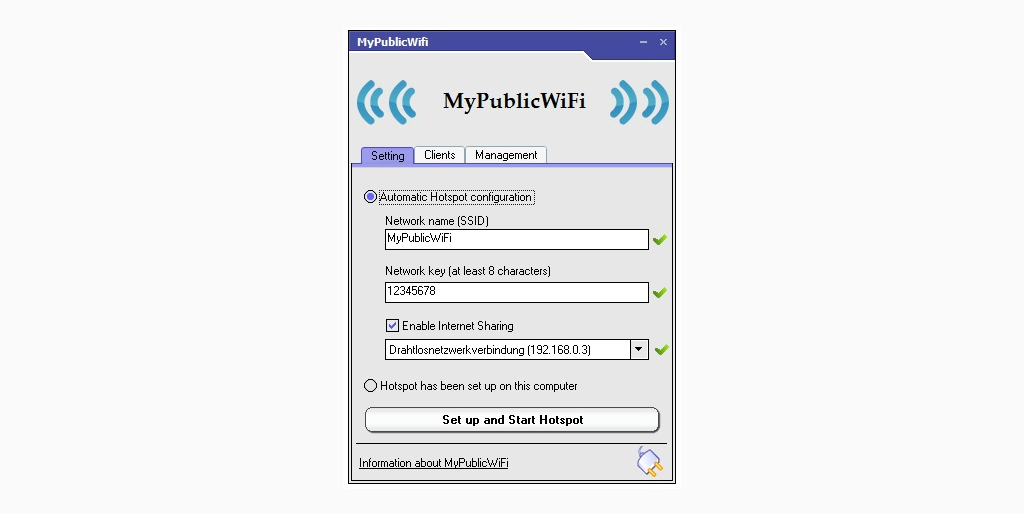 MyPublicWifi
MyPublicWiFi
Setting Clients Management
Automatic Hotspot configuration
Network name (SSID)
MyPublicWiFi
Network key (at least 8 characters)
12345678
Enable Internet Sharing
Drahtlosnetzwerkverbindung (192.168.0.3)
Hotspot has been set up on this computer
Set up and Start Hotspot
Information about MyPublicWiFi